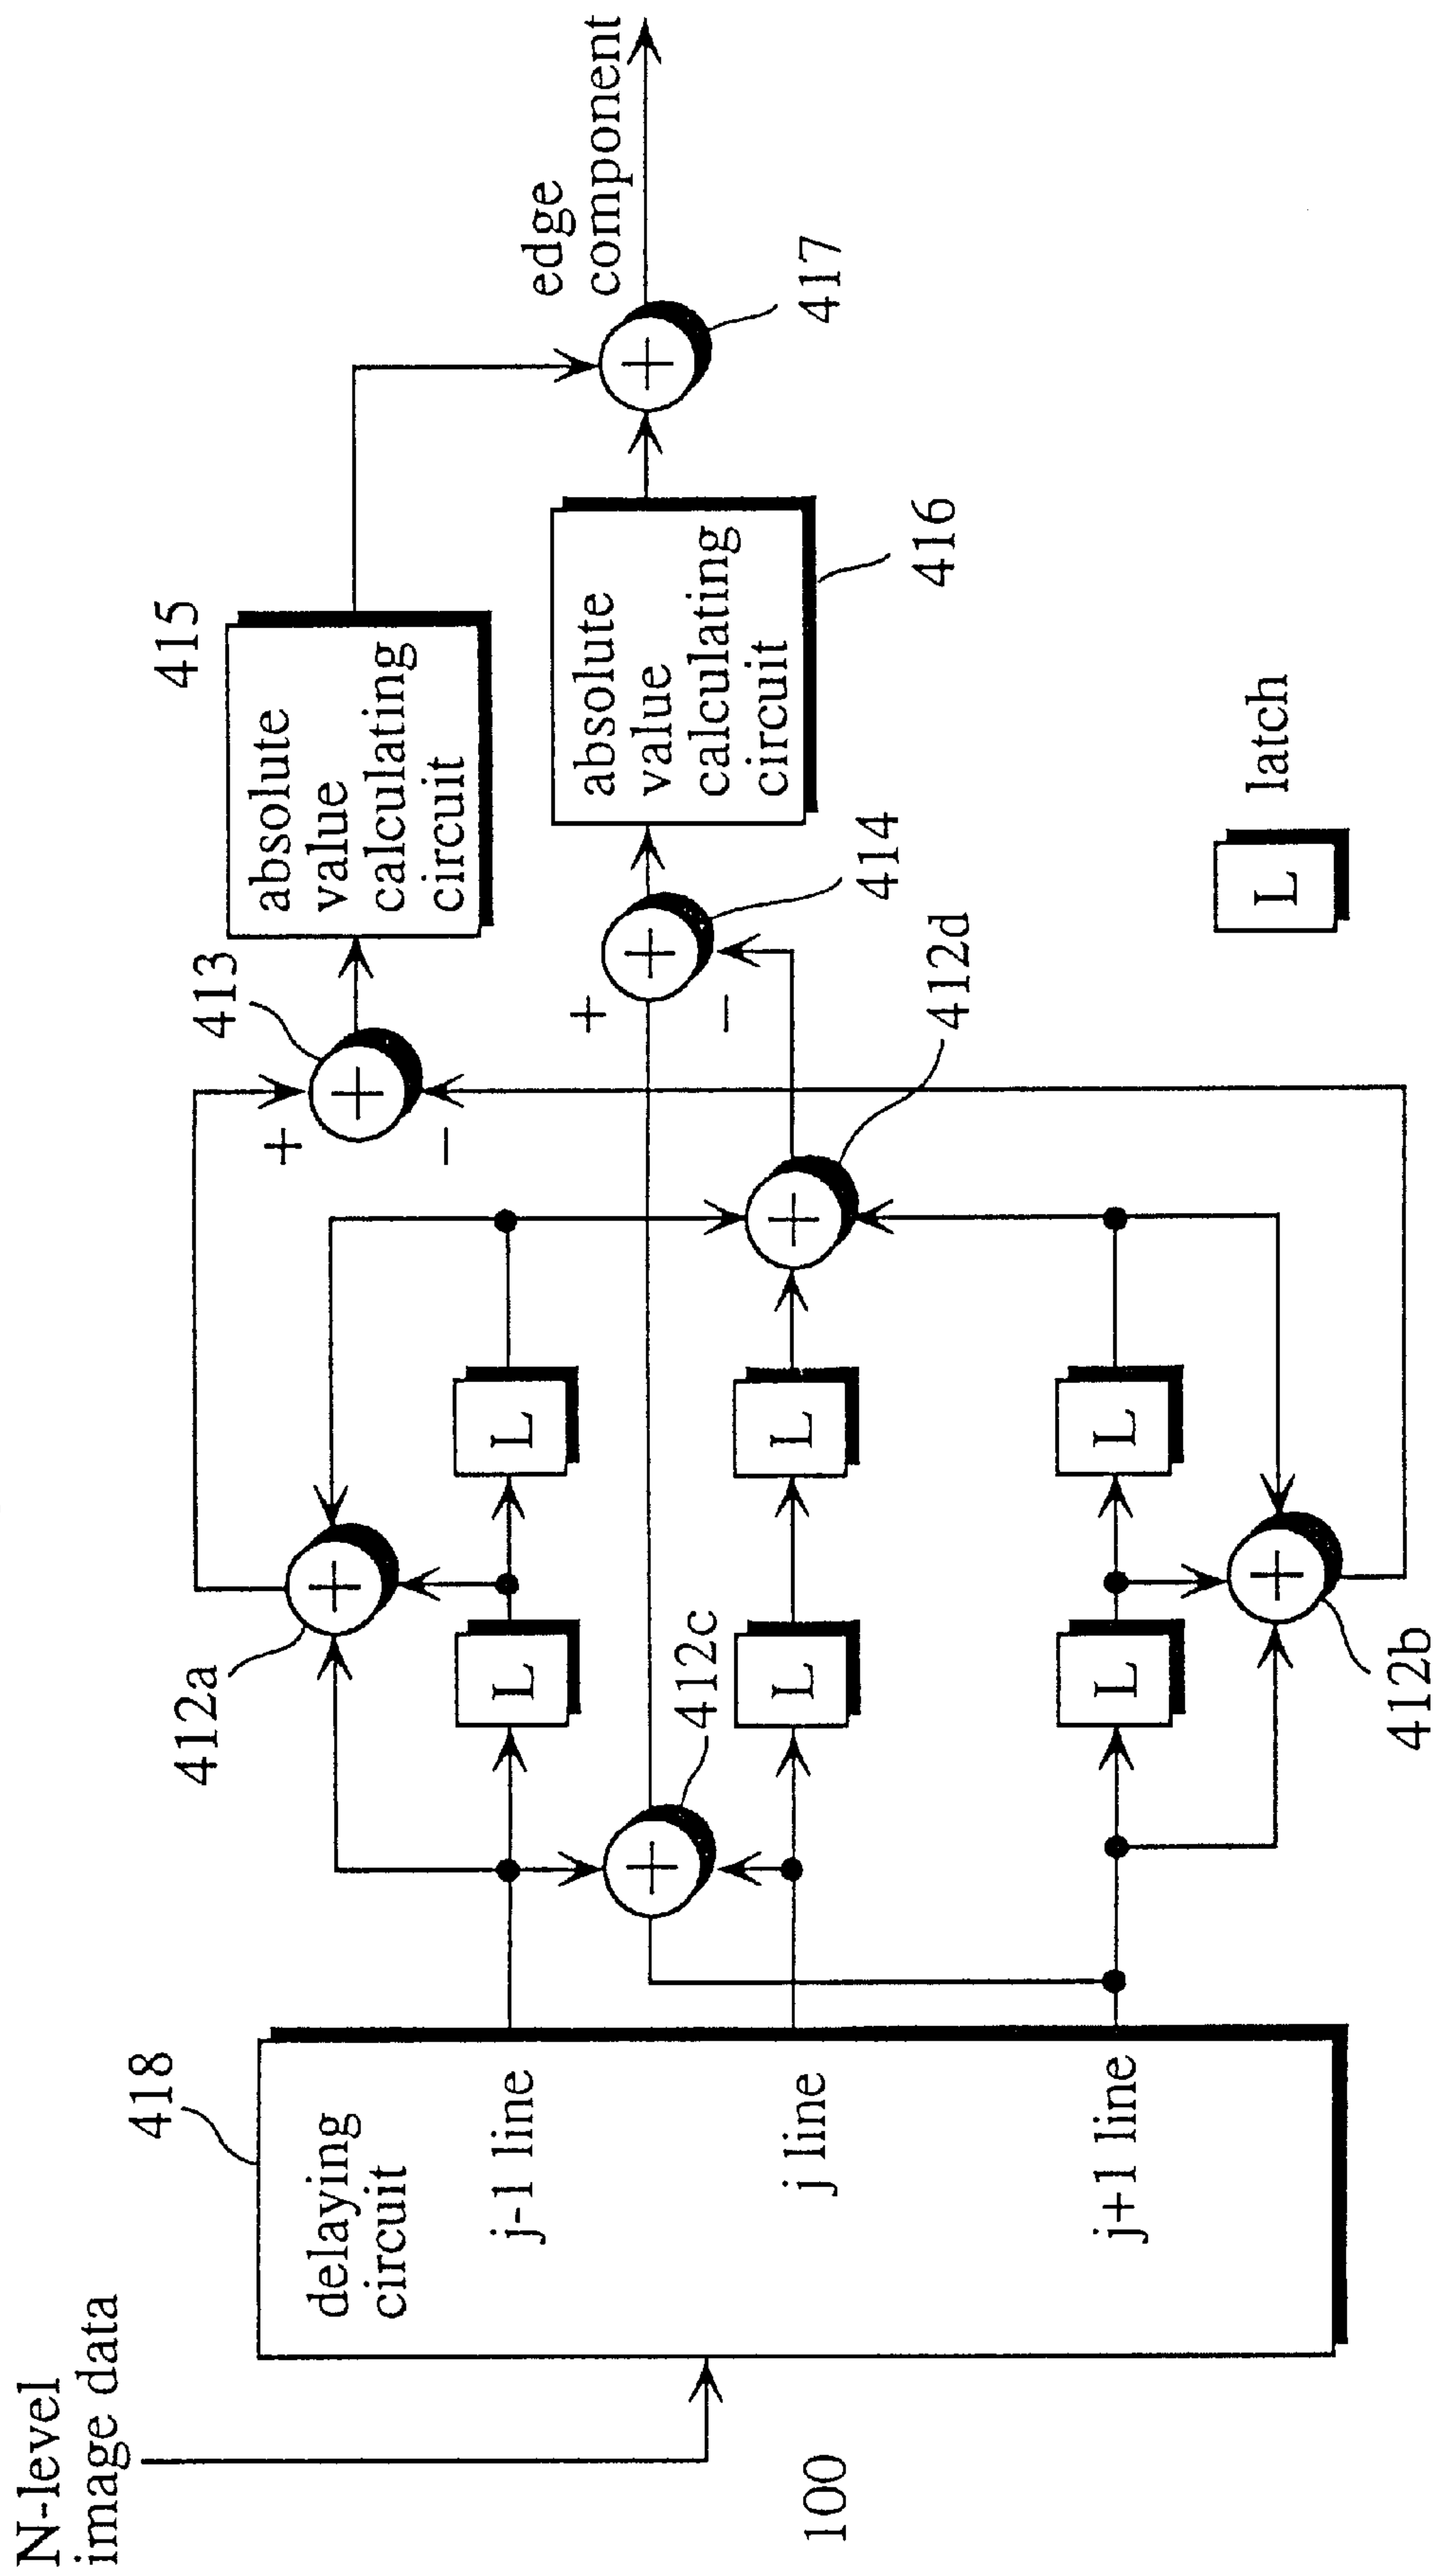 N-level
image data
100
418
delaying
circuit
j-1 line
j line
j+1 line
412a
L
L
412c
L
L
L
L
412b
412d
+
−
413
+
−
414
absolute
value
calculating
circuit
415
absolute
value
calculating
circuit
416
417
edge
component
L
latch